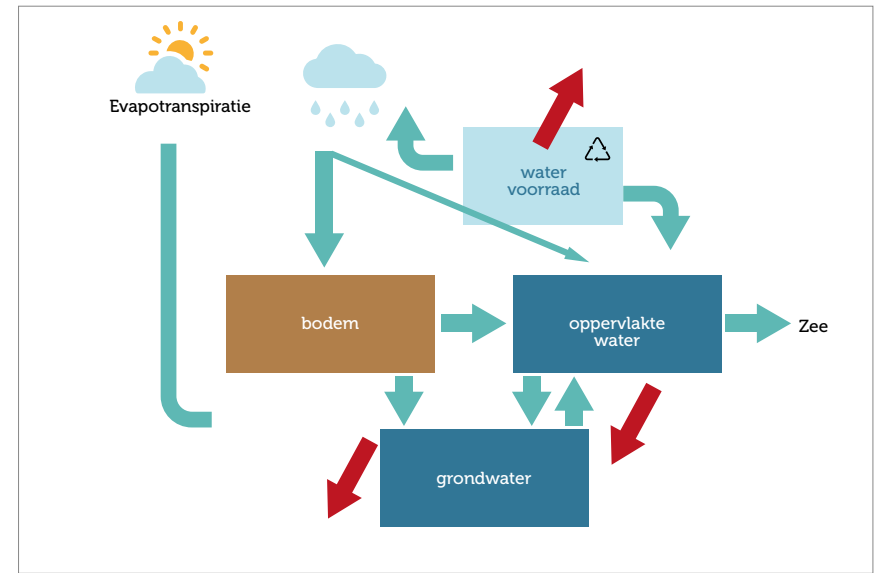 Evapotranspiratie
water
voorraad
bodem
oppervlakte
water
Zee
grondwater